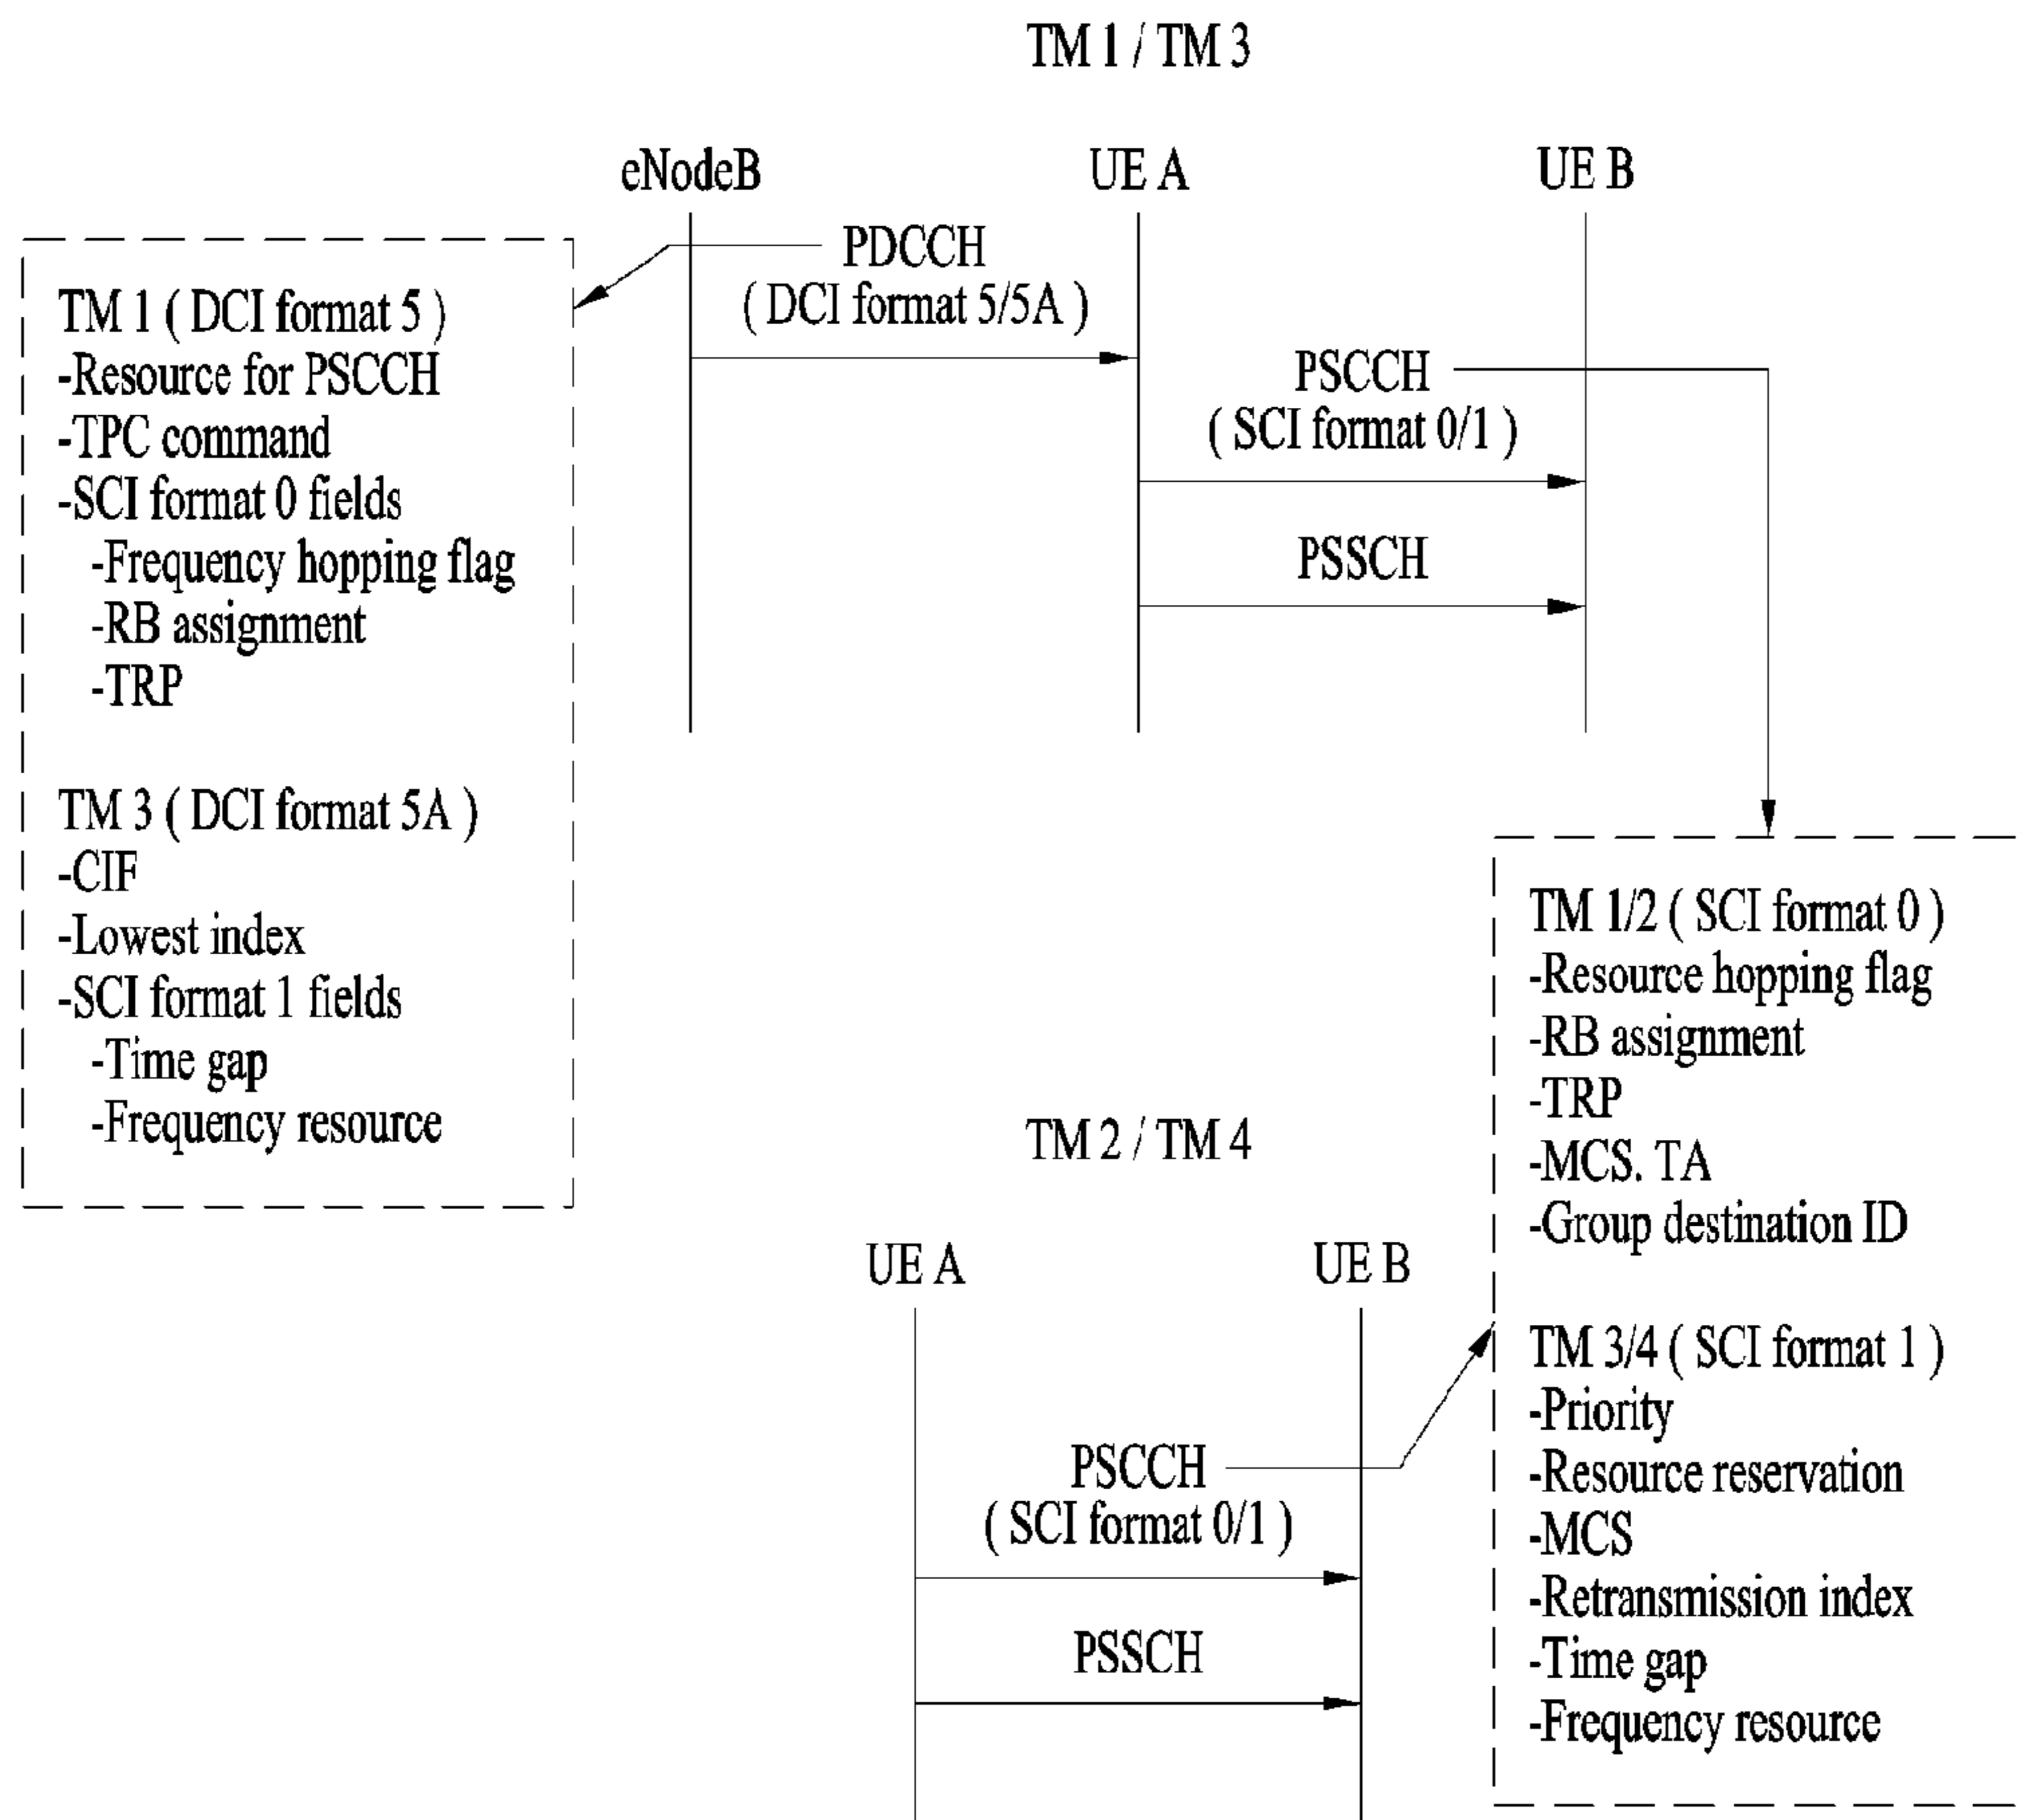 TM 1 / TM 3
eNodeB
UE A
UE B
PDCCH
( DCI format 5/5A )
PSCCH
( SCI format 0/1 )
PSSCH
TM 1 ( DCI format 5 )
-Resource for PSCCH
-TPC command
-SCI format 0 fields
-Frequency hopping flag
-RB assignment
-TRP
TM 3 ( DCI format 5A )
-CIF
-Lowest index
-SCI format 1 fields
-Time gap
-Frequency resource
TM 1/2 ( SCI format 0 )
-Resource hopping flag
-RB assignment
-TRP
-MCS. TA
-Group destination ID
TM 3/4 ( SCI format 1 )
-Priority
-Resource reservation
-MCS
-Retransmission index
-Time gap
-Frequency resource
TM 2 / TM 4
UE A
UE B
PSCCH
( SCI format 0/1 )
PSSCH